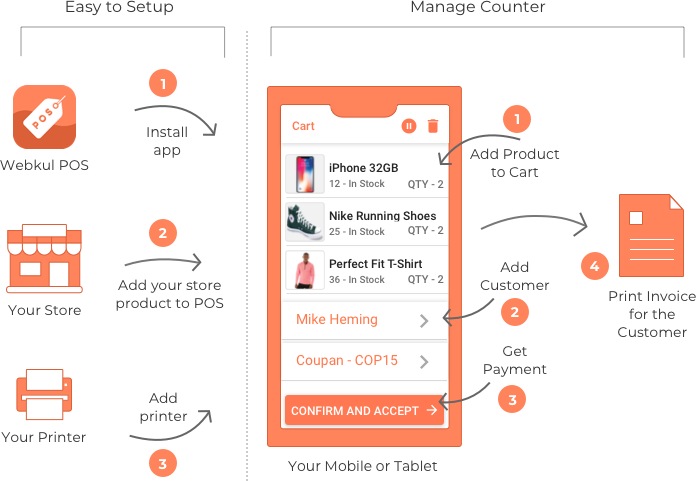 Easy to Setup
Manage Counter
POSO
Webkul POS
1
Install
app
Your Store
2
Add your store
product to POS
Your Printer
Add
printer
3
Cart
iPhone 32GB
12 - In Stock
QTY - 2
Nike Running Shoes
25 - In Stock
QTY - 2
Perfect Fit T-Shirt
36 - In Stock
QTY - 2
Mike Heming
Coupan - COP15
CONFIRM AND ACCEPT
Your Mobile or Tablet
1
Add Product
to Cart
Add
Customer
2
Get
Payment
3
4
Print Invoice
for the
Customer